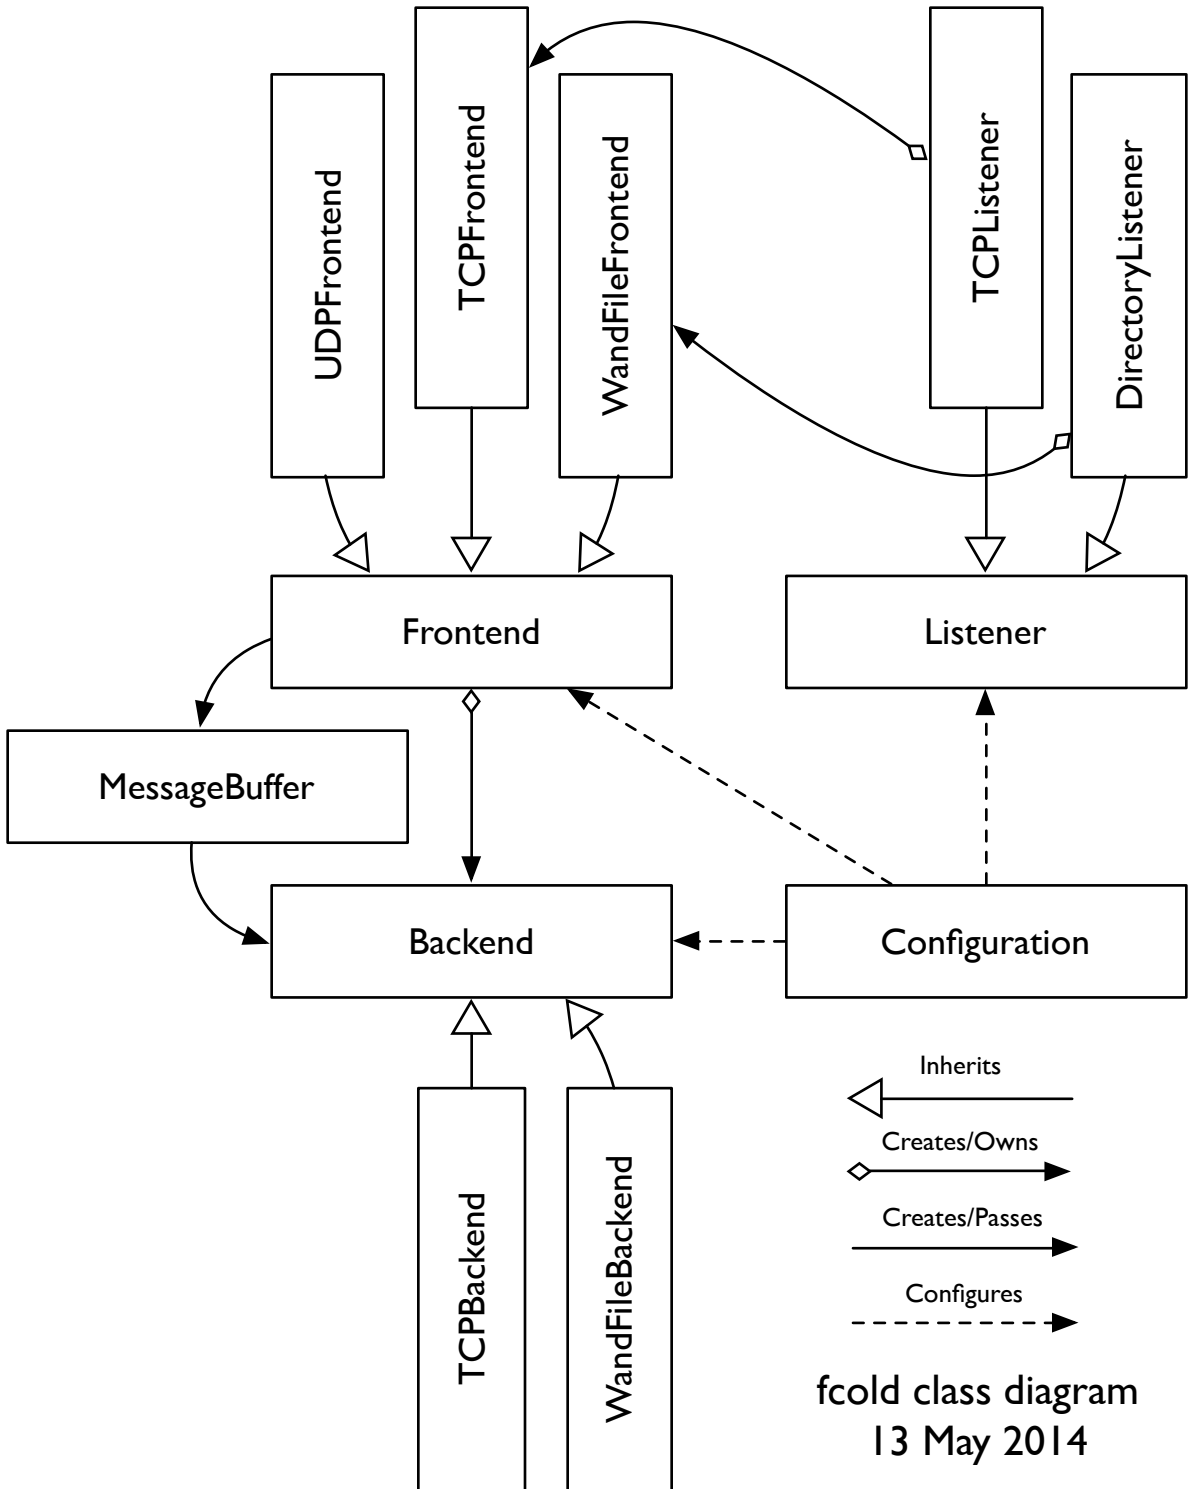 UDPFrontend
TCPFrontend
WandFileFrontend
TCPListener
DirectoryListener
Frontend
Listener
MessageBuffer
Backend
Configuration
TCPBackend
WandFileBackend
Inherits
Creates/Owns
Creates/Passes
Configures
fcold class diagram
13 May 2014